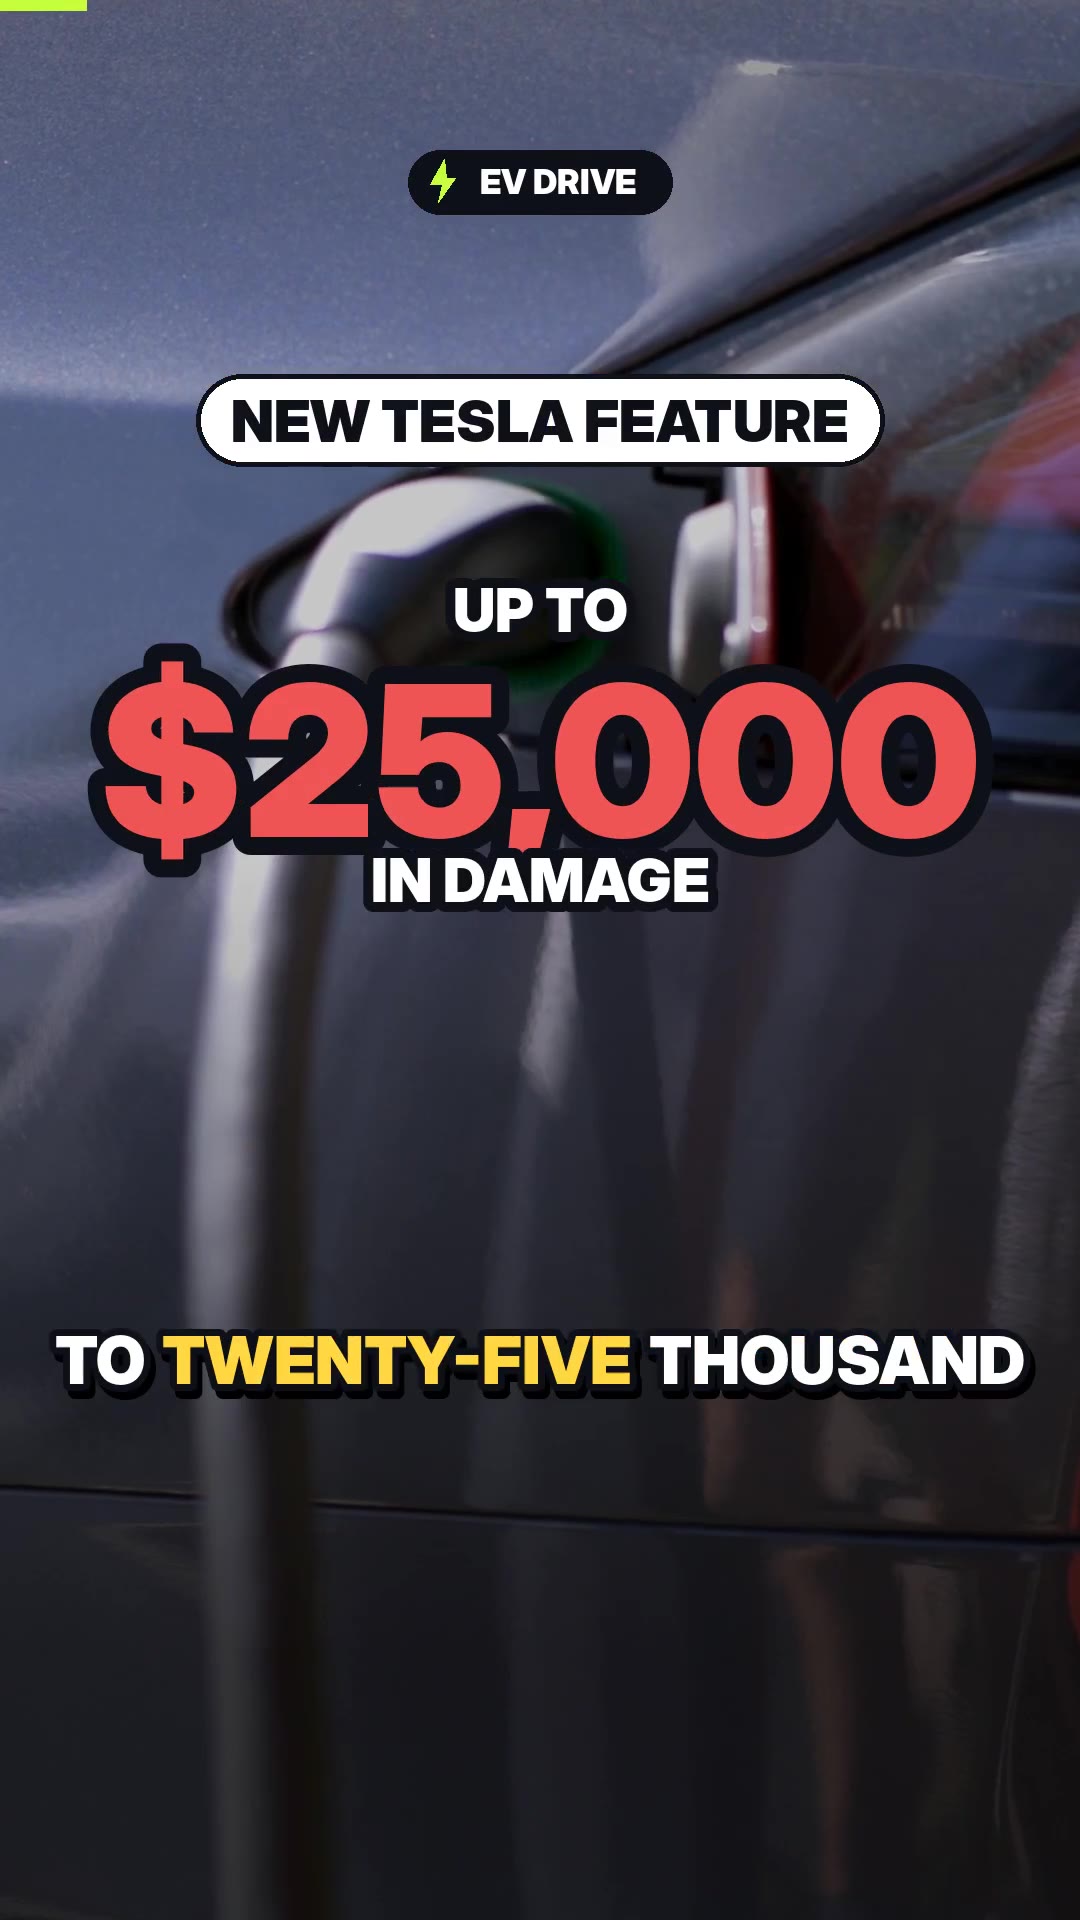 EV DRIVE
NEW TESLA FEATURE
UP TO
$25,000
IN DAMAGE
TO TWENTY-FIVE THOUSAND